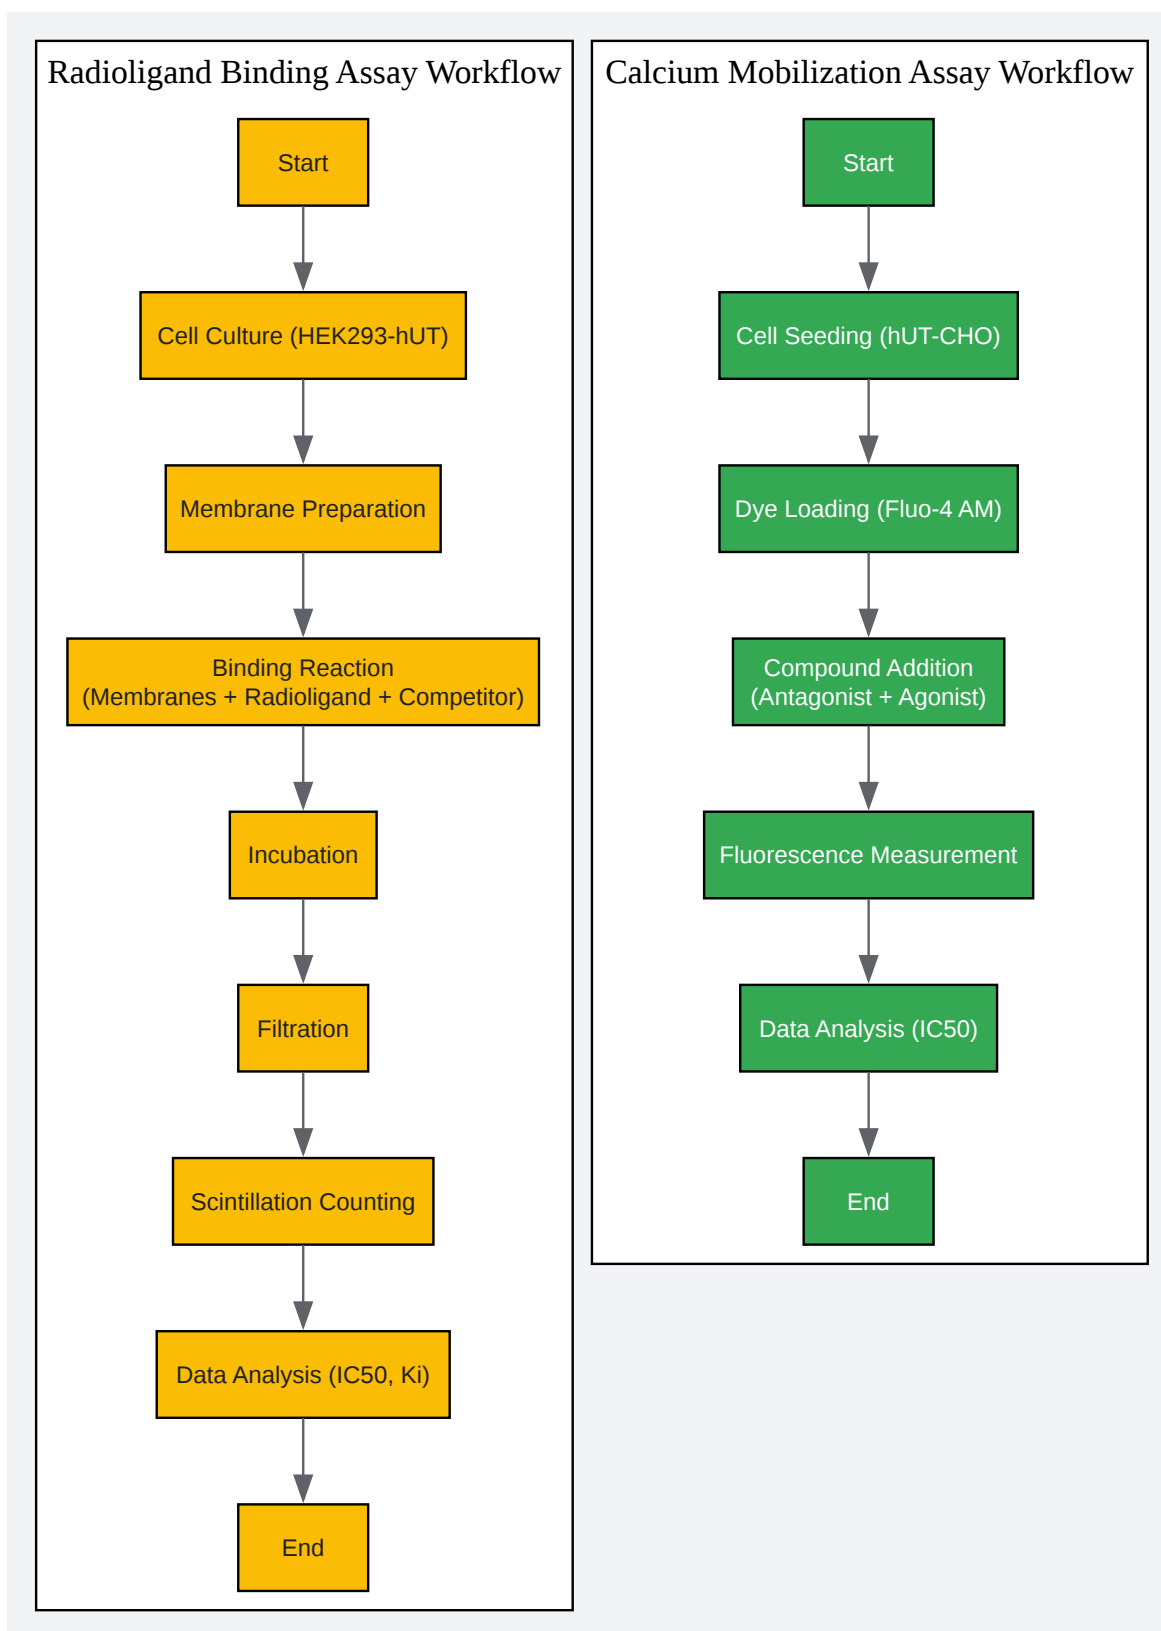 Radioligand Binding Assay Workflow
Start
Cell Culture (HEK293-hUT)
Membrane Preparation
Binding Reaction
(Membranes + Radioligand + Competitor)
Incubation
Filtration
Scintillation Counting
Data Analysis (IC50, Ki)
End
Calcium Mobilization Assay Workflow
Start
Cell Seeding (hUT-CHO)
Dye Loading (Fluo-4 AM)
Compound Addition
(Antagonist + Agonist)
Fluorescence Measurement
Data Analysis (IC50)
End